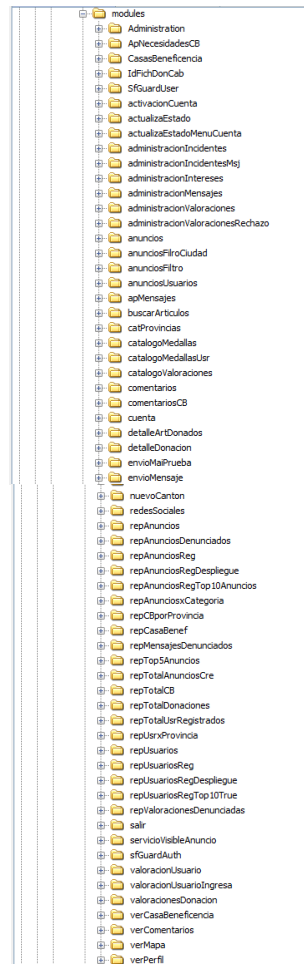 modules
Administration
ApNecesidadesCB
CasasBeneficencia
IdFichDonCab
SfGuardUser
activacionCuenta
actualizaEstado
actualizaEstadoMenuCuenta
administracionIncidentes
administracionIncidentesMsj
administracionIntereses
administracionMensajes
administracionValoraciones
administracionValoracionesRechazo
anuncios
anunciosFilroCiudad
anunciosFiltro
anunciosUsuarios
apMensajes
buscarArticulos
catProvincias
catalogoMedallas
catalogoMedallasUsr
catalogoValoraciones
comentarios
comentariosCB
cuenta
detalleArtDonados
detalleDonacion
envioMailPrueba
envioMensaje
nuevoCanton
redesSociales
repAnuncios
repAnunciosDenunciados
repAnunciosReg
repAnunciosRegDespliegue
repAnunciosRegTop10Anuncios
repAnunciosxCategoria
repCBporProvincia
repCasaBenef
repMensajesDenunciados
repTop5Anuncios
repTotalAnunciosCre
repTotalCB
repTotalDonaciones
repTotalUsrRegistrados
repUsrxProvincia
repUsuarios
repUsuariosReg
repUsuariosRegDespliegue
repUsuariosRegTop10True
repValoracionesDenunciadas
salir
servicioVisibleAnuncio
sfGuardAuth
valoracionUsuario
valoracionUsuarioIngresa
valoracionesDonacion
verCasaBeneficencia
verComentarios
verMapa
verPerfil